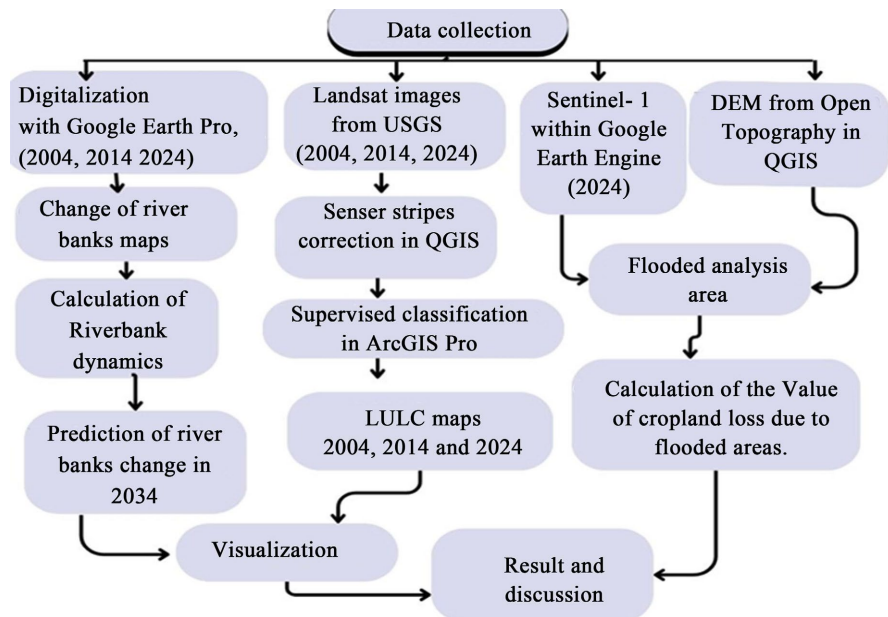 Data collection
Digitalization
with Google Earth Pro,
(2004, 2014 2024)
Landsat images
from USGS
(2004, 2014, 2024)
Sentinel- 1
within Google
Earth Engine
(2024)
DEM from Open
Topography in
QGIS
Change of river
banks maps
Senser stripes
correction in QGIS
Flooded analysis
area
Calculation of
Riverbank
dynamics
Supervised classification
in ArcGIS Pro
Calculation of the Value
of cropland loss due to
flooded areas.
Prediction of river
banks change in
2034
LULC maps
2004, 2014 and 2024
Visualization
Result and
discussion